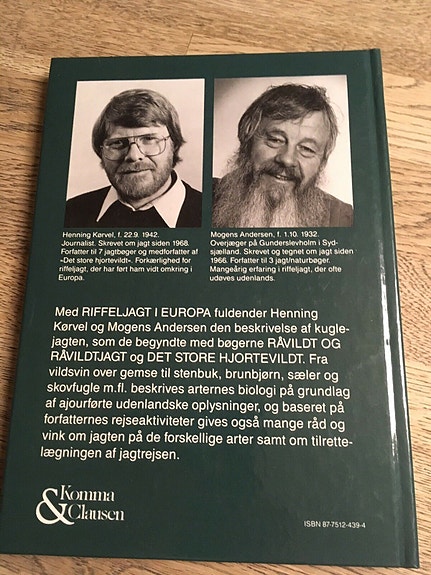 Henning Kørvel, f. 22.9. 1942.
Journalist. Skrevet om jagt siden 1968.
Forfatter til 7 jagtbøger og medforfatter af
»Det store hjortevildt«. Forkærlighed for
riffeljagt, der har ført ham vidt omkring i
Europa.
Mogens Andersen, f. 1.10. 1932.
Overjæger på Gunderslevholm i Syd-
sjælland. Skrevet og tegnet om jagt siden
1966. Forfatter til 3 jagt/naturbøger.
Mangeårig erfaring i riffeljagt, der ofte
udøves udenlands.
Med RIFFELJAGT I EUROPA fuldender Henning
Kørvel og Mogens Andersen den beskrivelse af kugle-
jagten, som de begyndte med bøgerne RÅVILDT OG
RÅVILDTJAGT og DET STORE HJORTEVILDT. Fra
vildsvin over gemse til stenbuk, brunbjørn, sæler og
skovfugle m.fl. beskrives arternes biologi på grundlag
af ajourførte udenlandske oplysninger, og baseret på
forfatternes rejseaktiviteter gives også mange råd og
vink om jagten på de forskellige arter samt om tilrette-
lægningen af jagtrejsen.
Komma
& Clausen
ISBN 87-7512-439-4